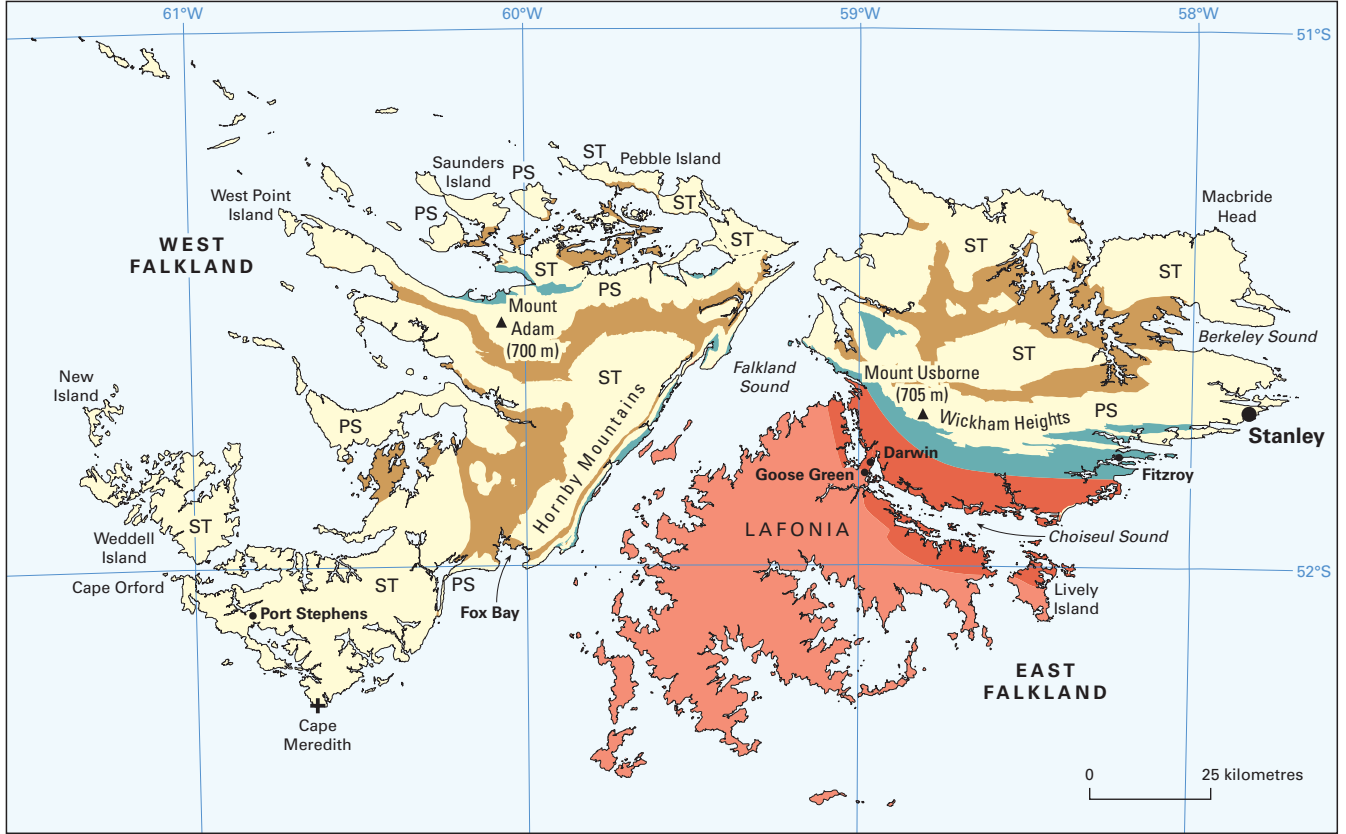 61°W
60°W
59°W
58°W
51°S
Saunders
Island
PS
ST
Pebble Island
West Point
Island
PS
ST
Macbride
Head
WEST
FALKLAND
ST
ST
ST
ST
PS
Mount
Adam
(700 m)
Berkeley Sound
ST
Falkland
Sound
Mount Usborne
(705 m)
ST
New
Island
PS
Hornby Mountains
Wickham Heights
PS
Stanley
Darwin
Goose Green
Fitzroy
ST
LAFONIA
Choiseul Sound
Weddell
Island
Cape Orford
ST
PS
52°S
Port Stephens
Fox Bay
Lively
Island
EAST
FALKLAND
Cape
Meredith
0
25 kilometres